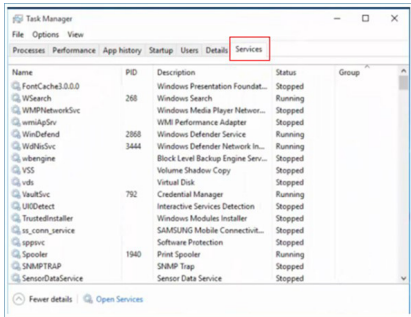 Task Manager
File Options View
Processes Performance App history Startup Users Details Services
Name PID Description Status Group
FontCache3.0.0.0 Windows Presentation Foundat... Stopped
WSearch 268 Windows Search Running
WMPNetworkSvc Windows Media Player Networ... Stopped
wmiApSrv WMI Performance Adapter Stopped
WinDefend 2868 Windows Defender Service Running
WdNisSvc 3444 Windows Defender Network In... Running
wbengine Block Level Backup Engine Serv... Stopped
VSS Volume Shadow Copy Stopped
vds Virtual Disk Stopped
VaultSvc 792 Credential Manager Running
UI0Detect Interactive Services Detection Stopped
TrustedInstaller Windows Modules Installer Stopped
ss_conn_service SAMSUNG Mobile Connectivit... Stopped
sppsvc Software Protection Stopped
Spooler 1940 Print Spooler Running
SNMPTRAP SNMP Trap Stopped
SensorDataService Sensor Data Service Stopped
Fewer details Open Services